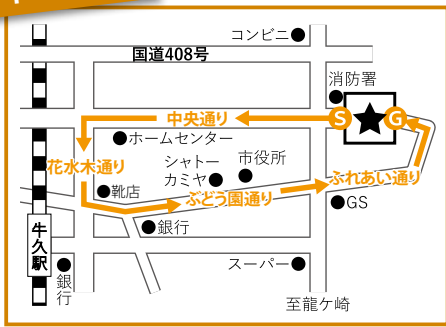 コンビニ
国道408号
消防署
中央通り
S
G
ホームセンター
花水木通り
シャトー
カミヤ
市役所
靴店
ぶどう園通り
ふれあい通り
GS
銀行
牛久駅
銀行
スーパー
至龍ケ崎